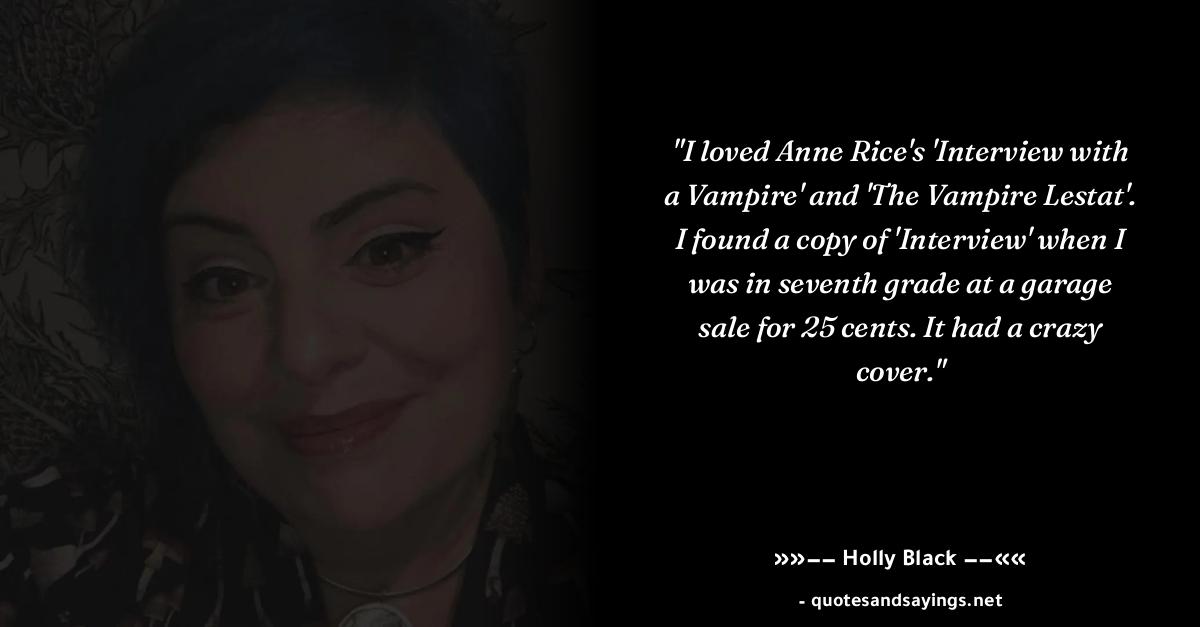 "I loved Anne Rice's 'Interview with
a Vampire' and 'The Vampire Lestat'.
I found a copy of 'Interview' when I
was in seventh grade at a garage
sale for 25 cents. It had a crazy
cover."
»»−− Holly Black −−««
- quotesandsayings.net